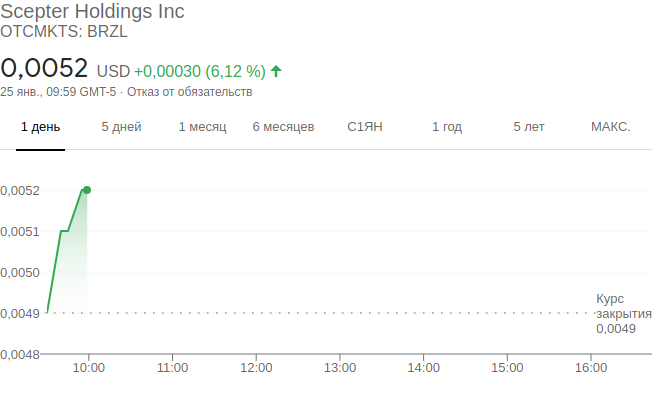 Scepter Holdings Inc
OTCMKTS: BRZL
0,0052 USD +0,00030 (6,12 %)
25 янв., 09:59 GMT-5 · Отказ от обязательств
1 день 5 дней 1 месяц 6 месяцев С1ЯН 1 год 5 лет МАКС.
0,0052
0,0051
0,0050
Курс
0,0049 закрытия
0,0049
0,0048
10:00 11:00 12:00 13:00 14:00 15:00 16:00